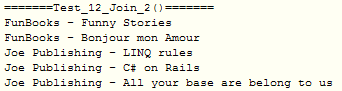 =======Test_12_Join_2()=======
FunBooks - Funny Stories
FunBooks - Bonjour mon Amour
Joe Publishing - LINQ rules
Joe Publishing - C# on Rails
Joe Publishing - All your base are belong to us